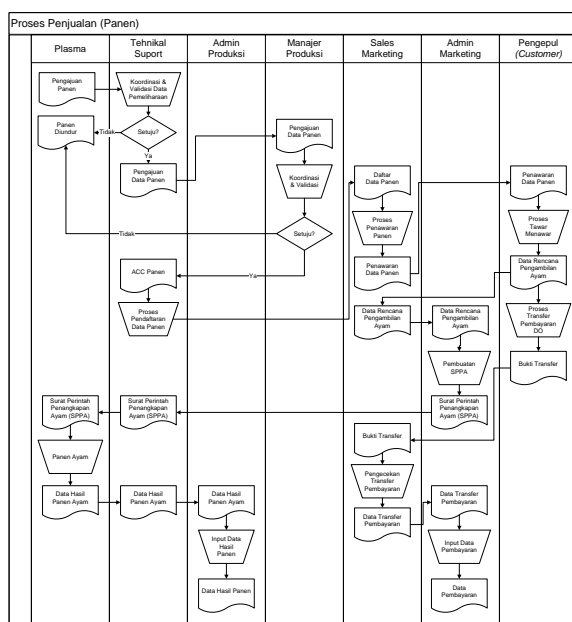 Proses Penjualan (Panen)
Plasma
Tehnikal
Suport
Admin
Produksi
Manajer
Produksi
Sales
Marketing
Admin
Marketing
Pengepul
(Customer)
Pengajuan
Panen
Koordinasi &
Validasi Data
Pemeliharaan
Panen
Diundur
Tidak
Setuju?
Ya
Pengajuan
Data Panen
Pengajuan
Data Panen
Koordinasi
& Validasi
Tidak
Setuju?
Ya
Daftar
Data Panen
Proses
Penawaran
Panen
Penawaran
Data Panen
Penawaran
Data Panen
Proses
Tawar
Menawar
Data Rencana
Pengambilan
Ayam
ACC Panen
Proses
Pendaftaran
Data Panen
Data Rencana
Pengambilan
Ayam
Data Rencana
Pengambilan
Ayam
Proses
Transfer
Pembayaran
DO
Pembuatan
SPPA
Bukti Transfer
Surat Perintah
Penangkapan
Ayam (SPPA)
Surat Perintah
Penangkapan
Ayam (SPPA)
Surat Perintah
Penangkapan
Ayam (SPPA)
Panen Ayam
Bukti Transfer
Pengecekan
Transfer
Pembayaran
Data Hasil
Panen Ayam
Data Hasil
Panen Ayam
Data Hasil
Panen Ayam
Data Transfer
Pembayaran
Data Transfer
Pembayaran
Input Data
Hasil
Panen
Input Data
Pembayaran
Data Hasil Panen
Data
Pembayaran